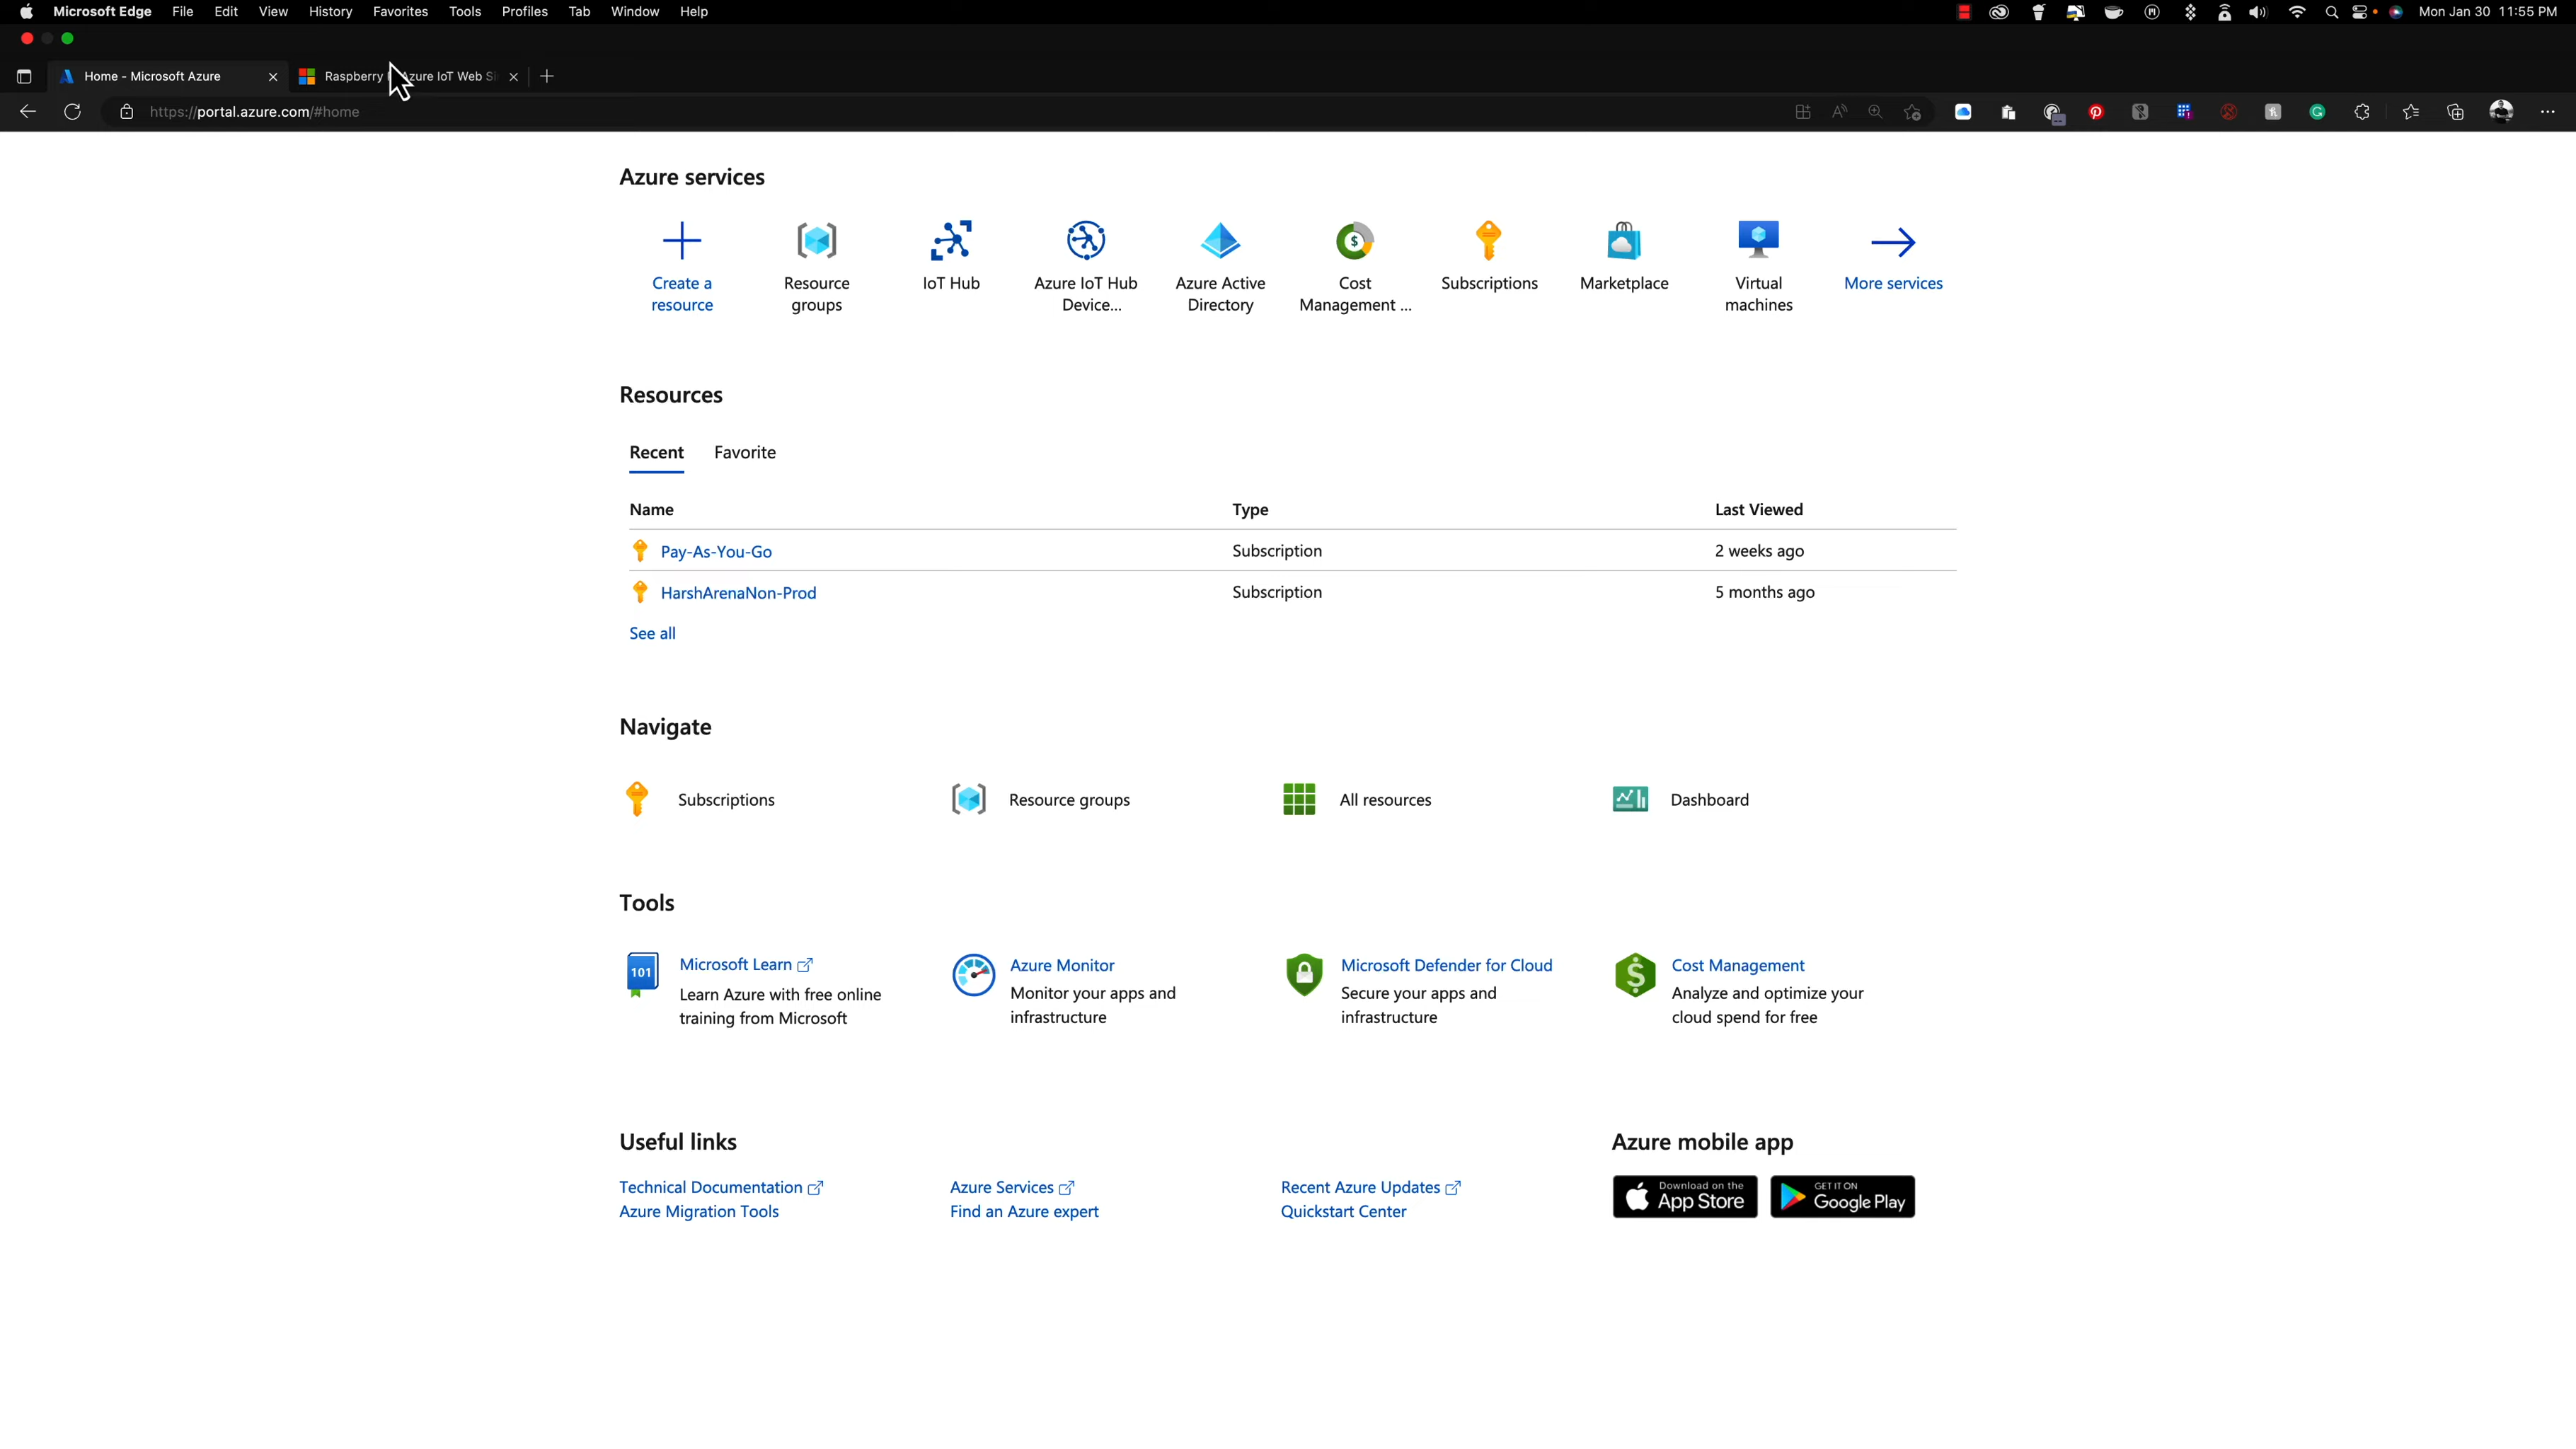 Microsoft Edge File Edit View History Favorites Tools Profiles Tab Window Help Mon Jan 30 11:55 PM
Home - Microsoft Azure Raspberry Azure IoT Web
https://portal.azure.com/#home
Azure services
Create a resource
Resource groups
IoT Hub
Azure IoT Hub Device...
Azure Active Directory
Cost Management ...
Subscriptions
Marketplace
Virtual machines
More services
Resources
Recent Favorite
Name Type Last Viewed
Pay-As-You-Go Subscription 2 weeks ago
HarshArenaNon-Prod Subscription 5 months ago
See all
Navigate
Subscriptions Resource groups All resources Dashboard
Tools
101
Microsoft Learn
Learn Azure with free online
training from Microsoft
Azure Monitor
Monitor your apps and
infrastructure
Microsoft Defender for Cloud
Secure your apps and
infrastructure
Cost Management
Analyze and optimize your
cloud spend for free
Useful links
Technical Documentation
Azure Migration Tools
Azure Services
Find an Azure expert
Recent Azure Updates
Quickstart Center
Azure mobile app
Download on the
App Store
GET IT ON
Google Play